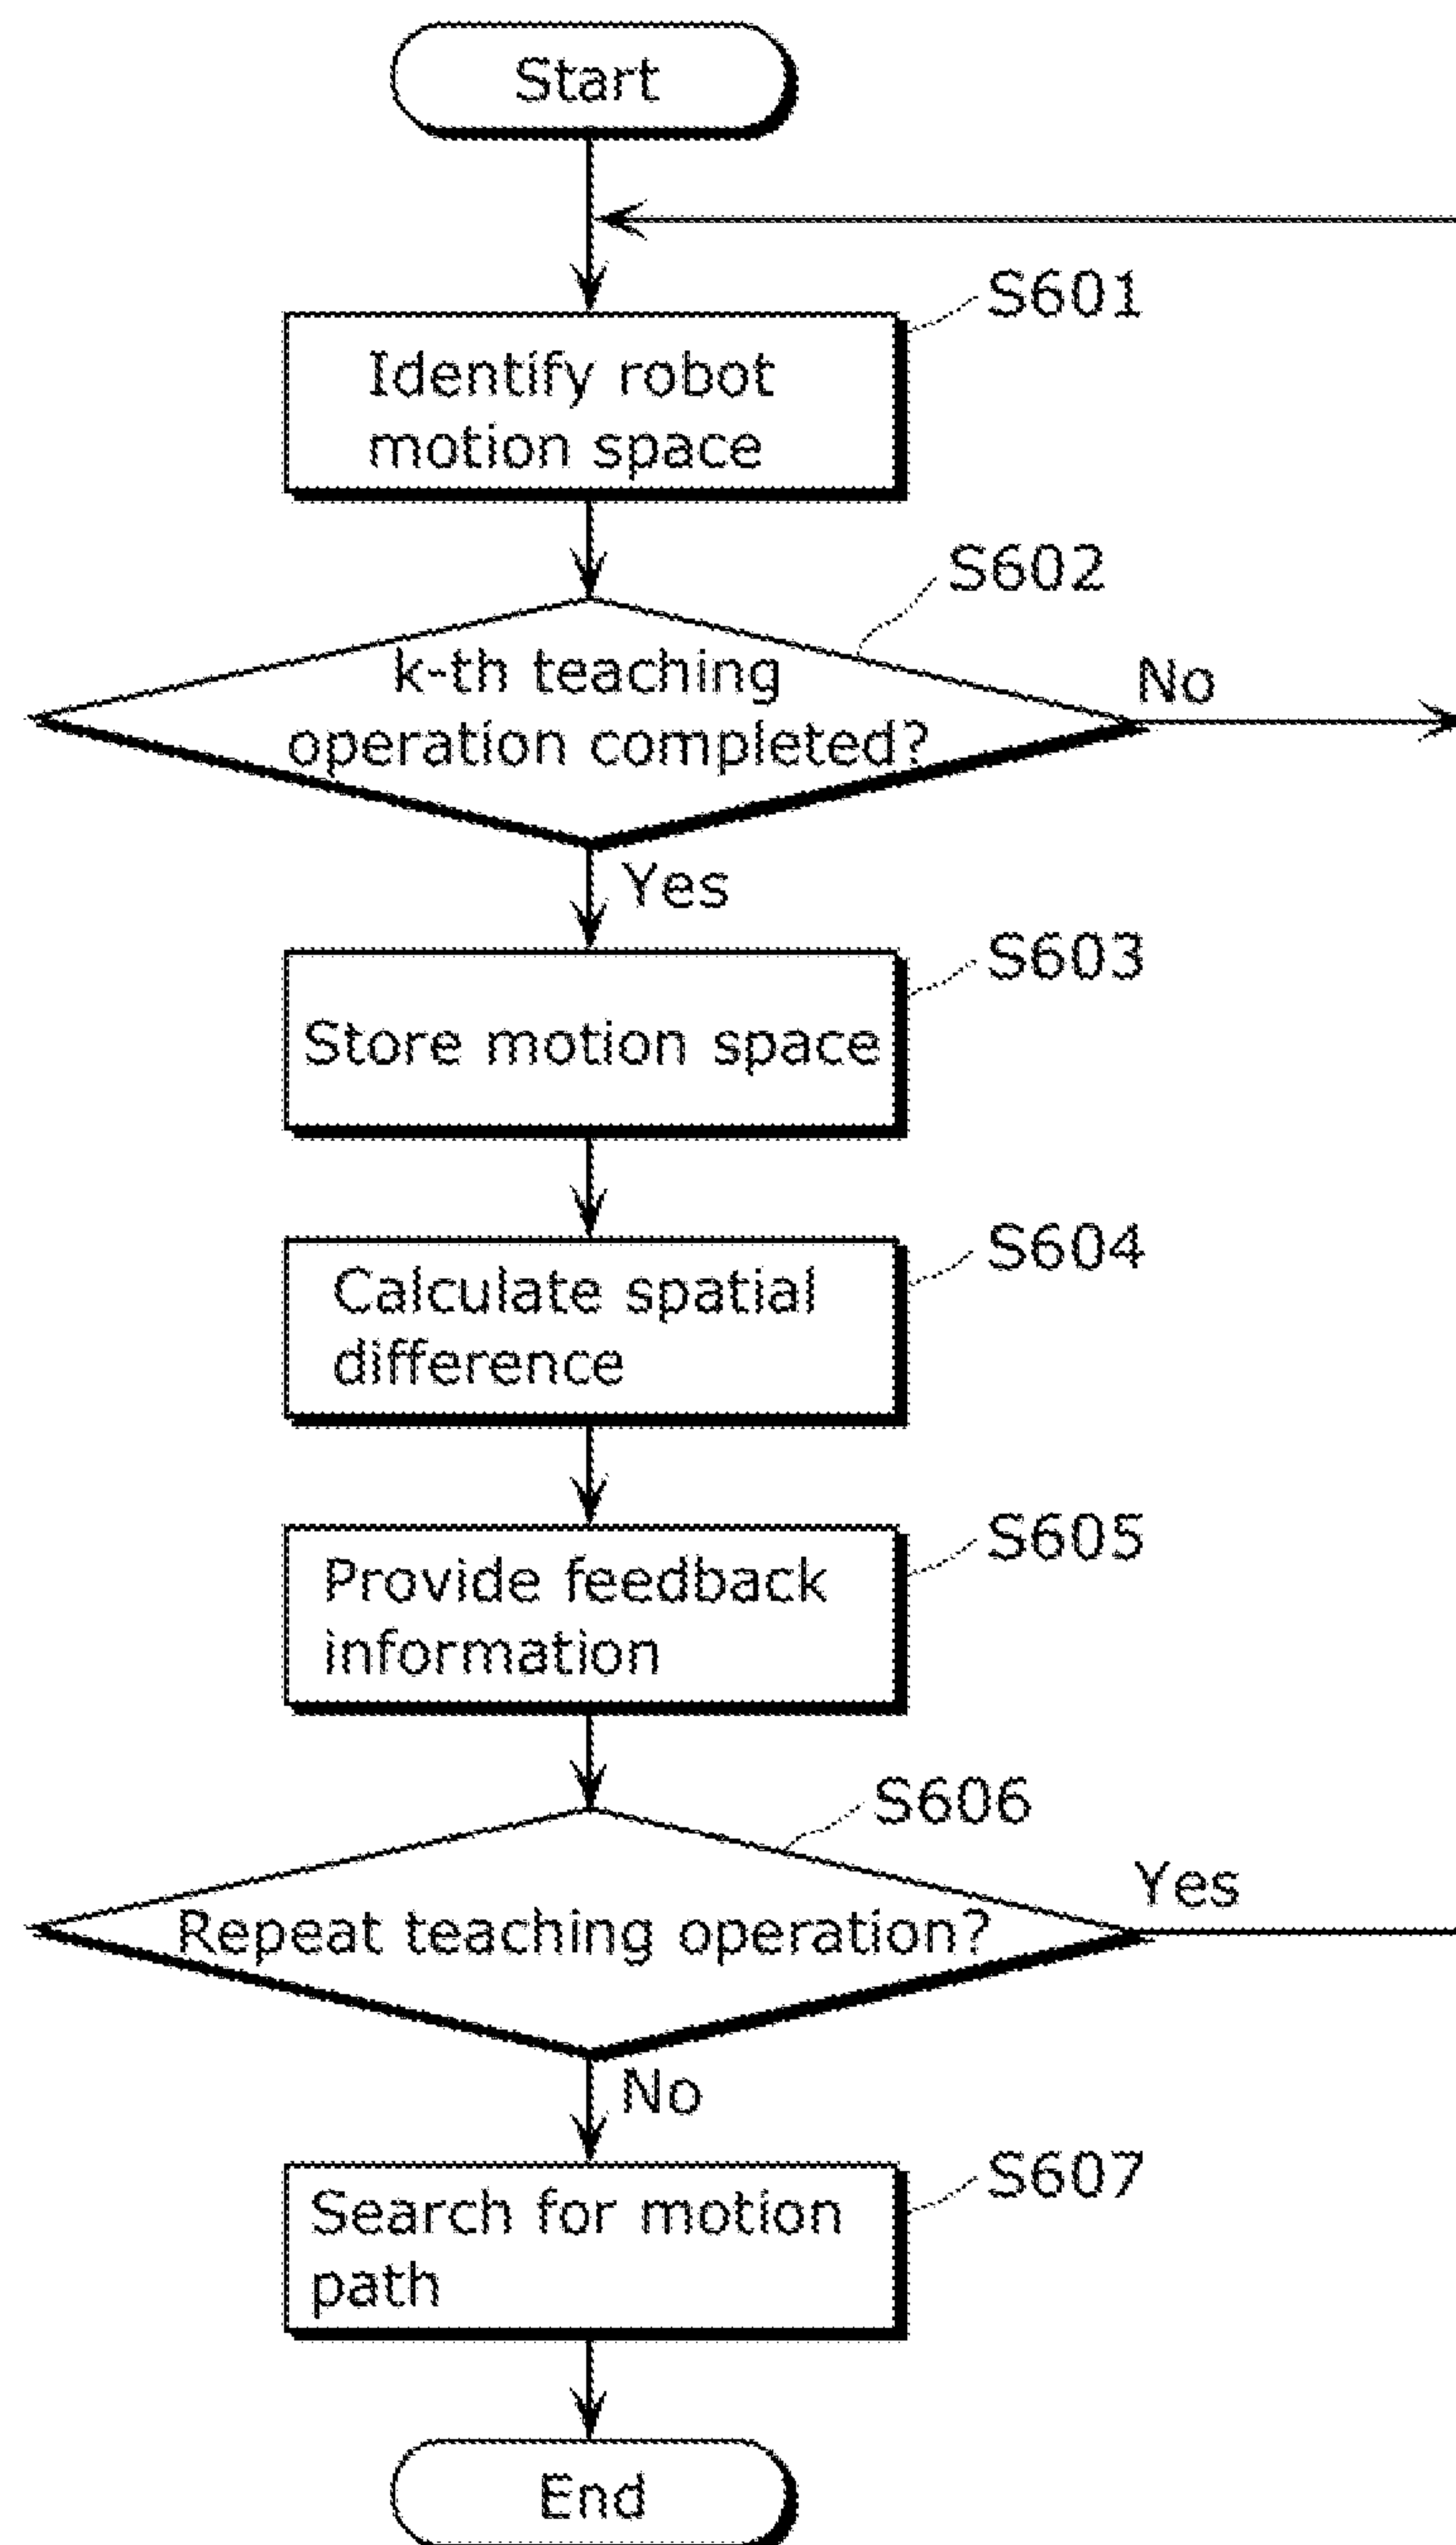 Start
S601
Identify robot
motion space
S602
k-th teaching
operation completed?
No
Yes
S603
Store motion space
S604
Calculate spatial
difference
S605
Provide feedback
information
S606
Repeat teaching operation?
Yes
No
S607
Search for motion
path
End